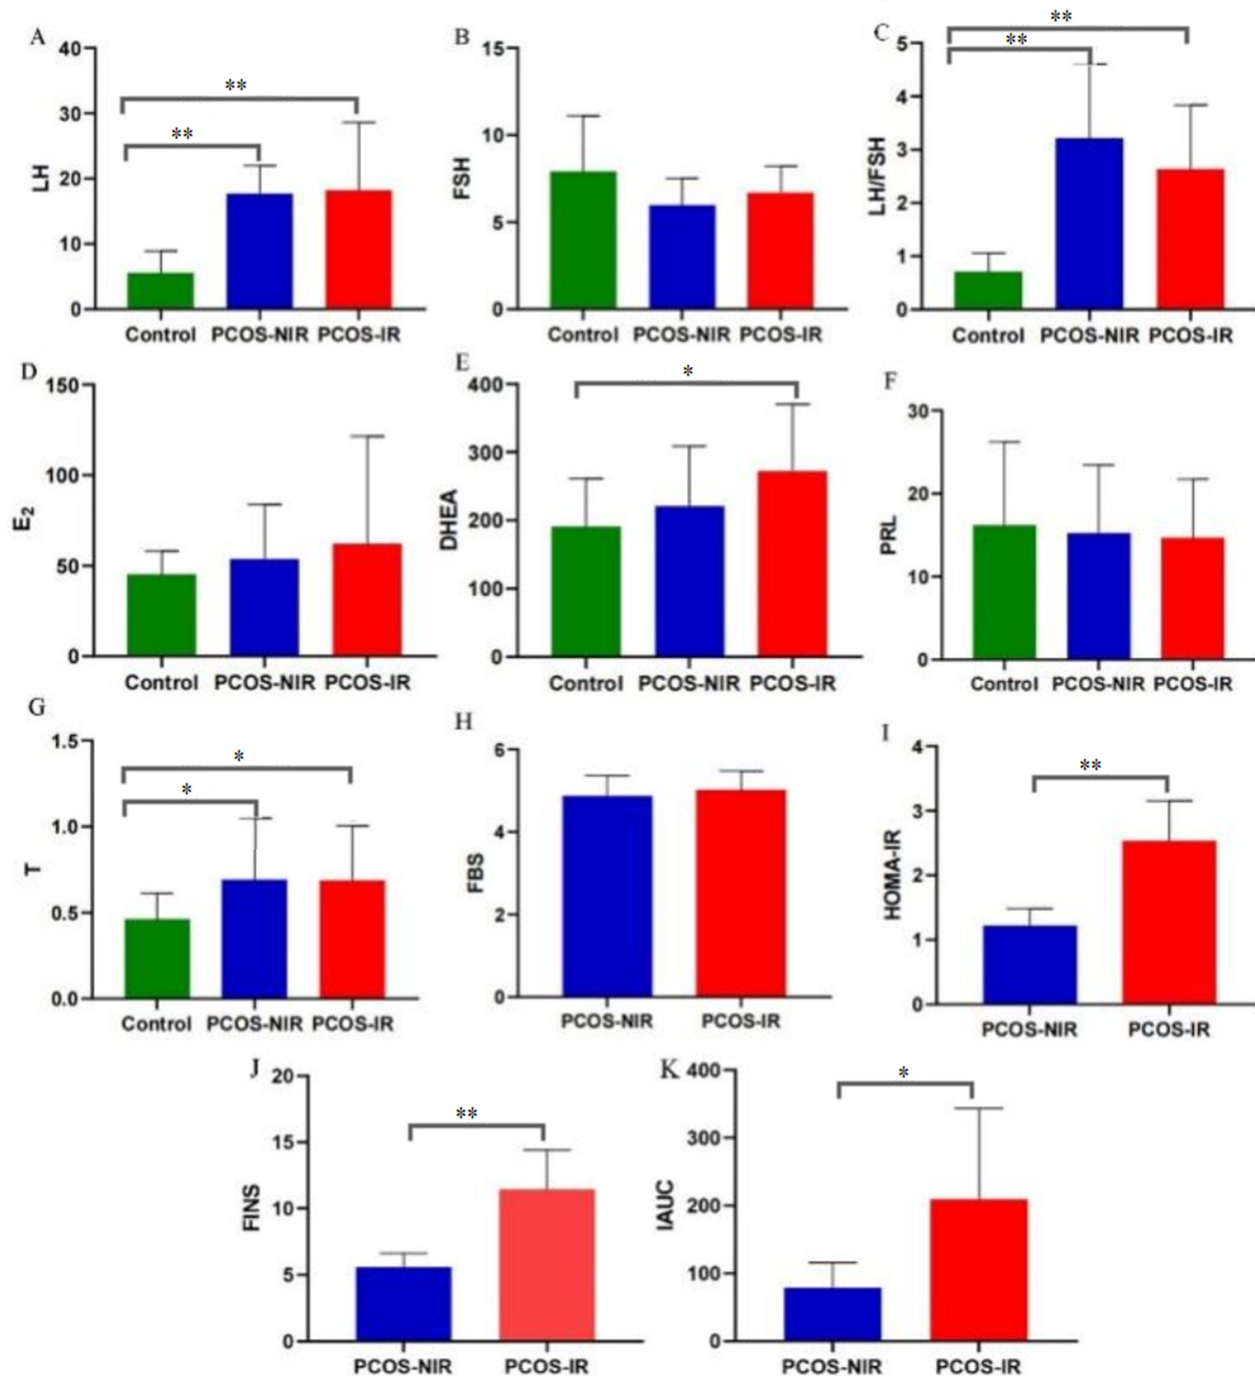 A
LH
40
30
20
10
0
**
**
Control PCOS-NIR PCOS-IR
B
FSH
15
10
5
0
Control PCOS-NIR PCOS-IR
C
LH/FSH
5
4
3
2
1
0
**
**
Control PCOS-NIR PCOS-IR
D
E2
150
100
50
0
Control PCOS-NIR PCOS-IR
E
DHEA
400
300
200
100
0
*
Control PCOS-NIR PCOS-IR
F
PRL
30
20
10
0
Control PCOS-NIR PCOS-IR
G
T
1.5
1.0
0.5
0.0
*
*
Control PCOS-NIR PCOS-IR
H
FBS
6
4
2
0
PCOS-NIR PCOS-IR
I
HOMA-IR
4
3
2
1
0
**
PCOS-NIR PCOS-IR
J
FINS
20
15
10
5
0
**
PCOS-NIR PCOS-IR
K
IAUC
400
300
200
100
0
*
PCOS-NIR PCOS-IR